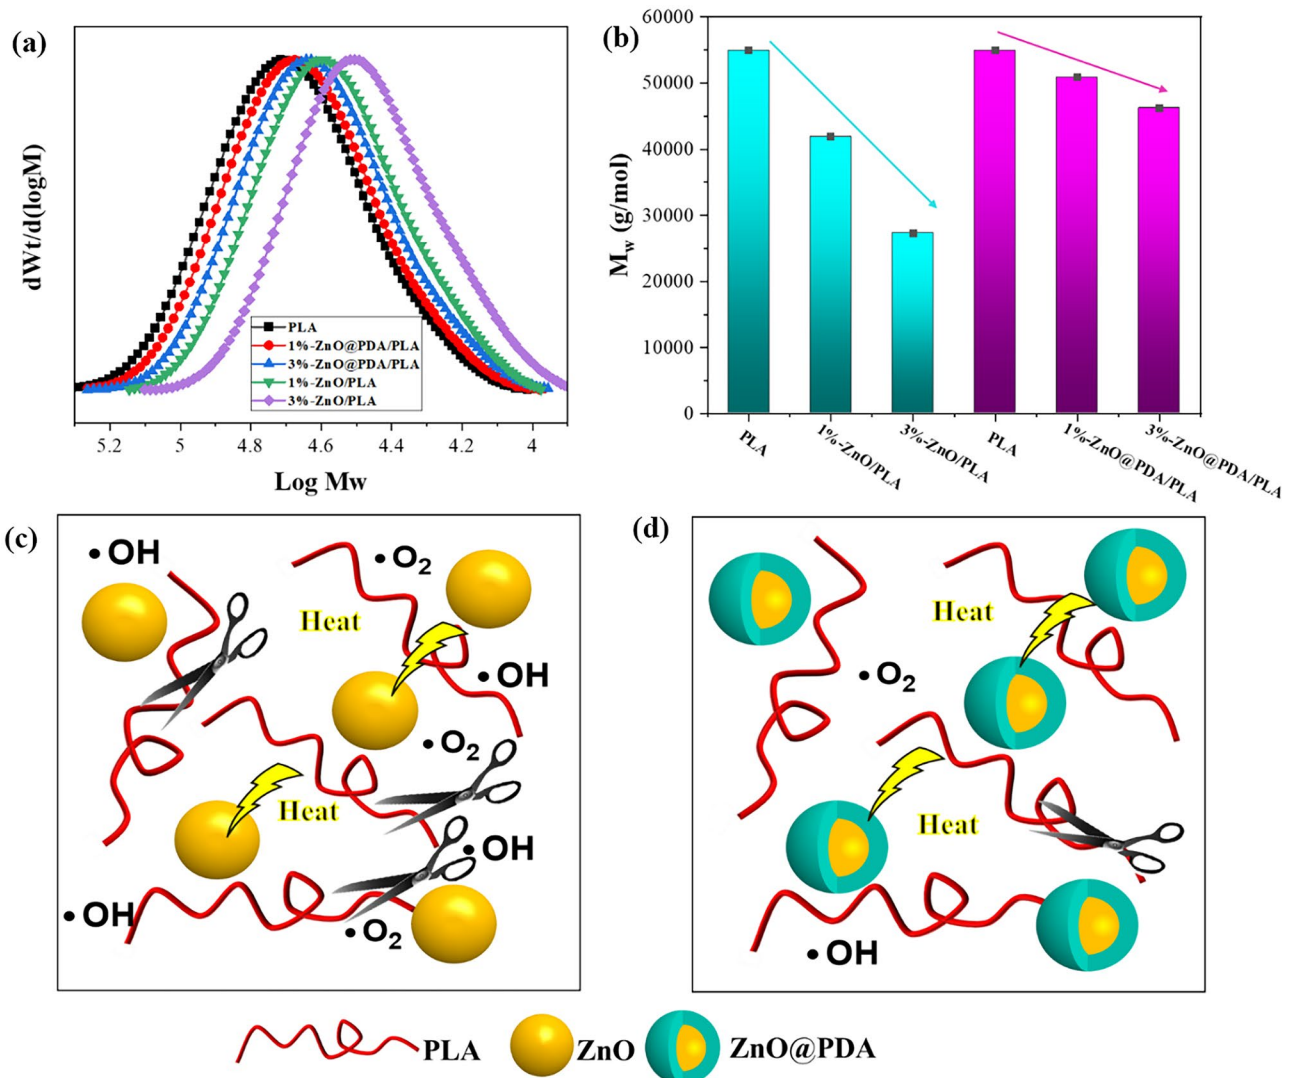 (a)
dWt/d(logM)
PLA
1%-ZnO@PDA/PLA
3%-ZnO@PDA/PLA
1%-ZnO/PLA
3%-ZnO/PLA
5.2 5 4.8 4.6 4.4 4.2 4
Log Mw
(b)
Mw (g/mol)
60000
50000
40000
30000
20000
10000
0
PLA
1%-ZnO/PLA
3%-ZnO/PLA
PLA
1%-ZnO@PDA/PLA
3%-ZnO@PDA/PLA
(c)
• OH
• O2
Heat
• OH
• O2
Heat
• OH
• OH
• O2
(d)
Heat
• O2
Heat
• OH
PLA ZnO ZnO@PDA